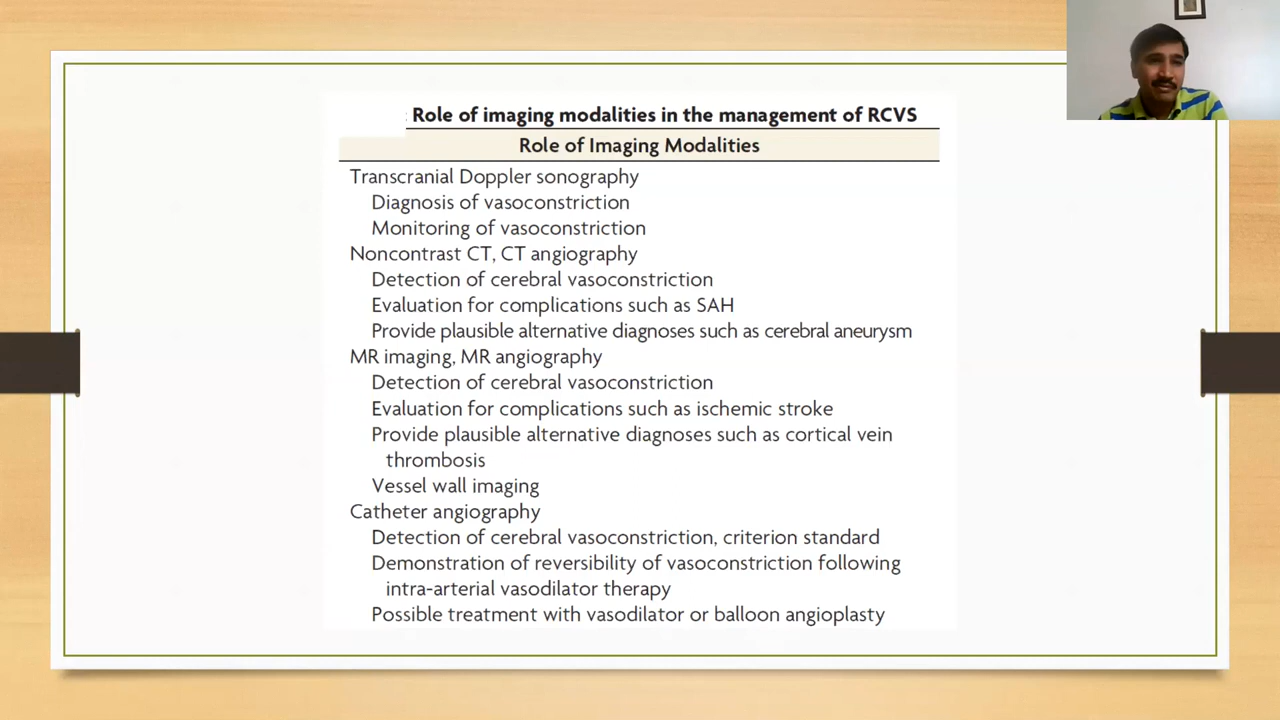 Role of imaging modalities in the management of RCVS
Role of Imaging Modalities
Transcranial Doppler sonography
Diagnosis of vasoconstriction
Monitoring of vasoconstriction
Noncontrast CT, CT angiography
Detection of cerebral vasoconstriction
Evaluation for complications such as SAH
Provide plausible alternative diagnoses such as cerebral aneurysm
MR imaging, MR angiography
Detection of cerebral vasoconstriction
Evaluation for complications such as ischemic stroke
Provide plausible alternative diagnoses such as cortical vein
thrombosis
Vessel wall imaging
Catheter angiography
Detection of cerebral vasoconstriction, criterion standard
Demonstration of reversibility of vasoconstriction following
intra-arterial vasodilator therapy
Possible treatment with vasodilator or balloon angioplasty